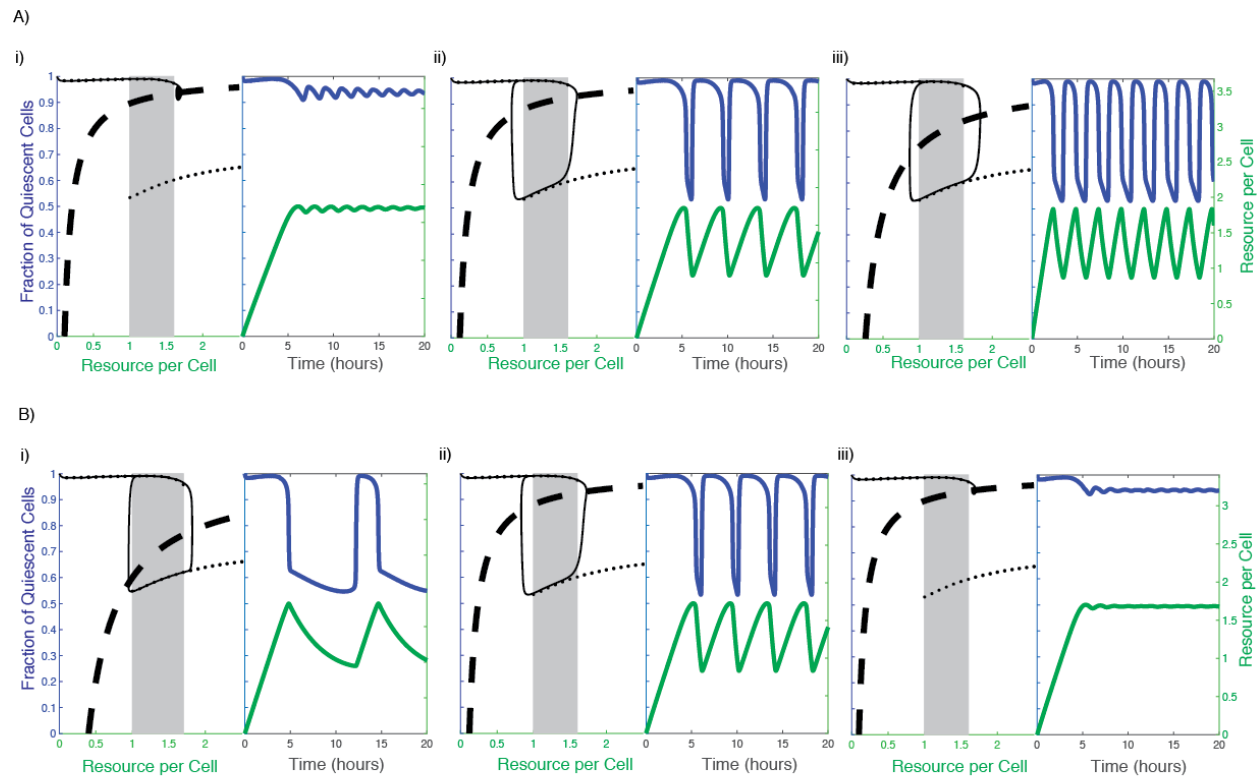 A)
i)
ii)
iii)
Fraction of Quiescent Cells
1
0.9
0.8
0.7
0.6
0.5
0.4
0.3
0.2
0.1
0
0 0.5 1 1.5 2
0 5 10 15 20
0 0.5 1 1.5 2
0 5 10 15 20
0 0.5 1 1.5 2
0 5 10 15 20
3.5
3
2.5
2
1.5
1
0.5
0
Resource per Cell
Resource per Cell Time (hours)
Resource per Cell Time (hours)
Resource per Cell Time (hours)
B)
i)
ii)
iii)
Fraction of Quiescent Cells
1
0.9
0.8
0.7
0.6
0.5
0.4
0.3
0.2
0.1
0
0 0.5 1 1.5 2
0 5 10 15 20
0 0.5 1 1.5 2
0 5 10 15 20
0 0.5 1 1.5 2
0 5 10 15 20
3
2.5
2
1.5
1
0.5
0
Resource per Cell
Resource per Cell Time (hours)
Resource per Cell Time (hours)
Resource per Cell Time (hours)